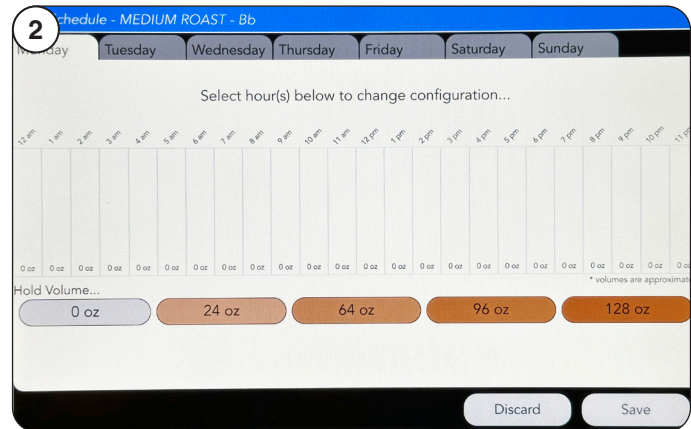 2
chedule - MEDIUM ROAST - Bb
Monday Tuesday Wednesday Thursday Friday Saturday Sunday
Select hour(s) below to change configuration...
12 am 1 am 2 am 3 am 4 am 5 am 6 am 7 am 8 am 9 am 10 am 11 am 12 pm 1 pm 2 pm 3 pm 4 pm 5 pm 6 pm 7 pm 8 pm 9 pm 10 pm 11 p
0 oz 0 oz 0 oz 0 oz 0 oz 0 oz 0 oz 0 oz 0 oz 0 oz 0 oz 0 oz 0 oz 0 oz 0 oz 0 oz 0 oz 0 oz 0 oz 0 oz 0 oz 0 oz 0 oz 0 oz
* volumes are approximat
Hold Volume...
0 oz 24 oz 64 oz 96 oz 128 oz
Discard Save